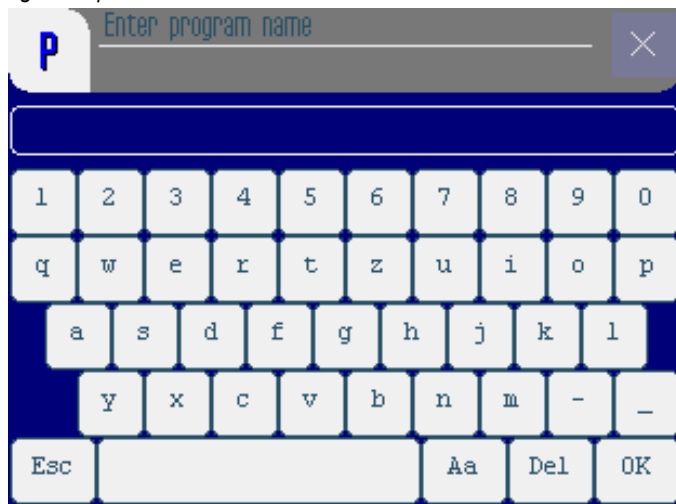 P
Enter program name
1 2 3 4 5 6 7 8 9 0
q w e r t z u i o p
a s d f g h j k l
y x c v b n m - _
Esc Aa Del OK